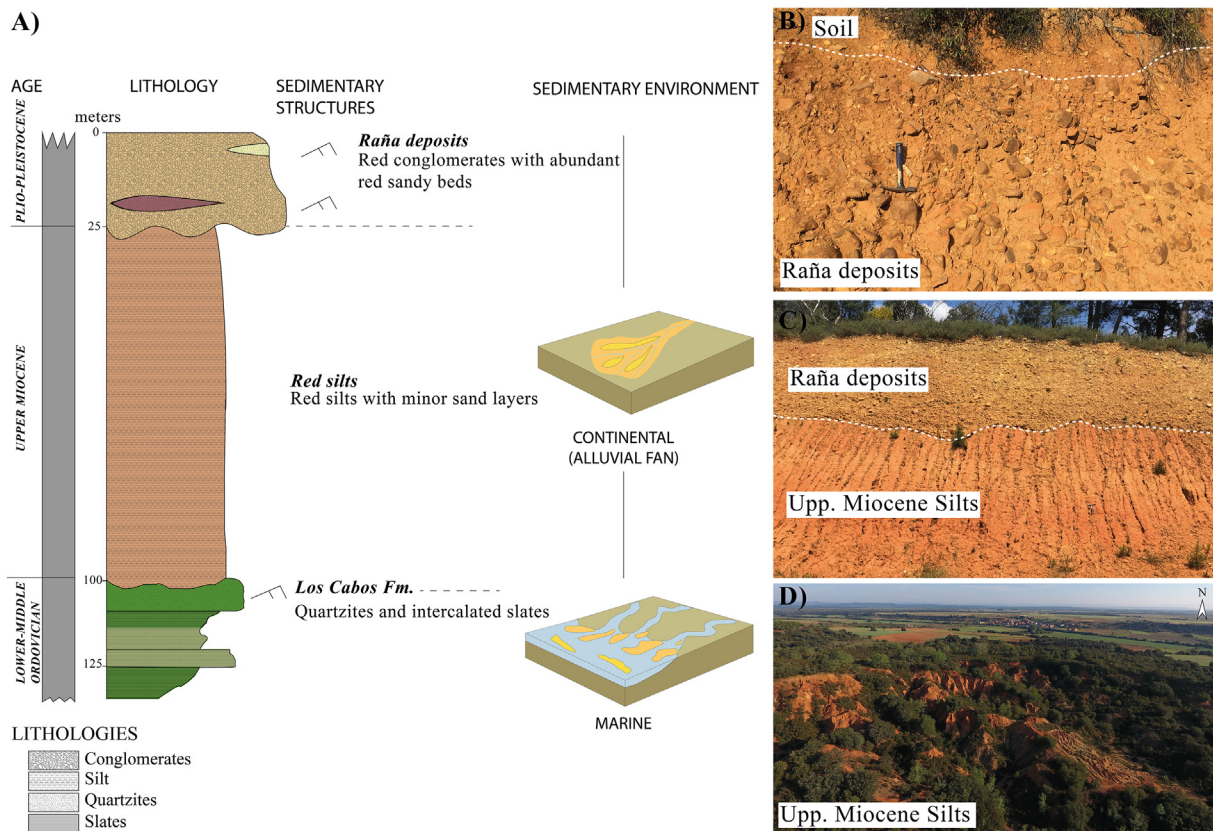 A)
AGE
LITHOLOGY
SEDIMENTARY
STRUCTURES
SEDIMENTARY ENVIRONMENT
meters
0
25
100
125
PLIO-PLEISTOCENE
UPPER MIOCENE
LOWER-MIDDLE
ORDOVICIAN
Raña deposits
Red conglomerates with abundant
red sandy beds
Red silts
Red silts with minor sand layers
Los Cabos Fm.
Quartzites and intercalated slates
CONTINENTAL
(ALLUVIAL FAN)
MARINE
LITHOLOGIES
Conglomerates
Silt
Quartzites
Slates
B)
Soil
Raña deposits
C)
Raña deposits
Upp. Miocene Silts
D)
N
Upp. Miocene Silts